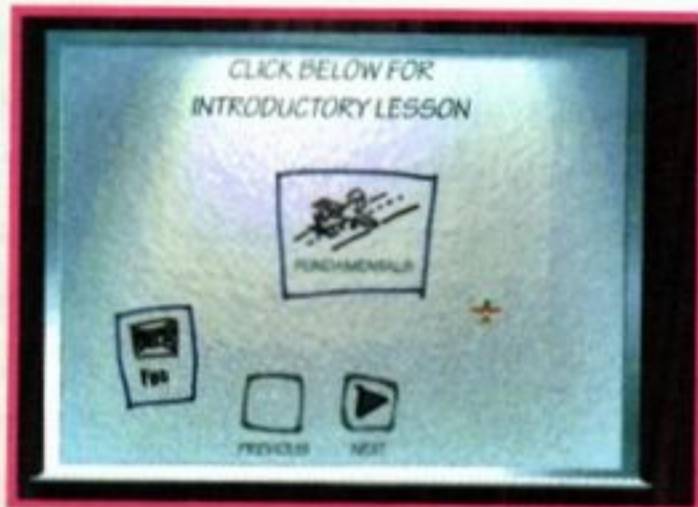 CLICK BELOW FOR
INTRODUCTORY LESSON
FUNDAMENTALS
PREVIOUS
NEXT